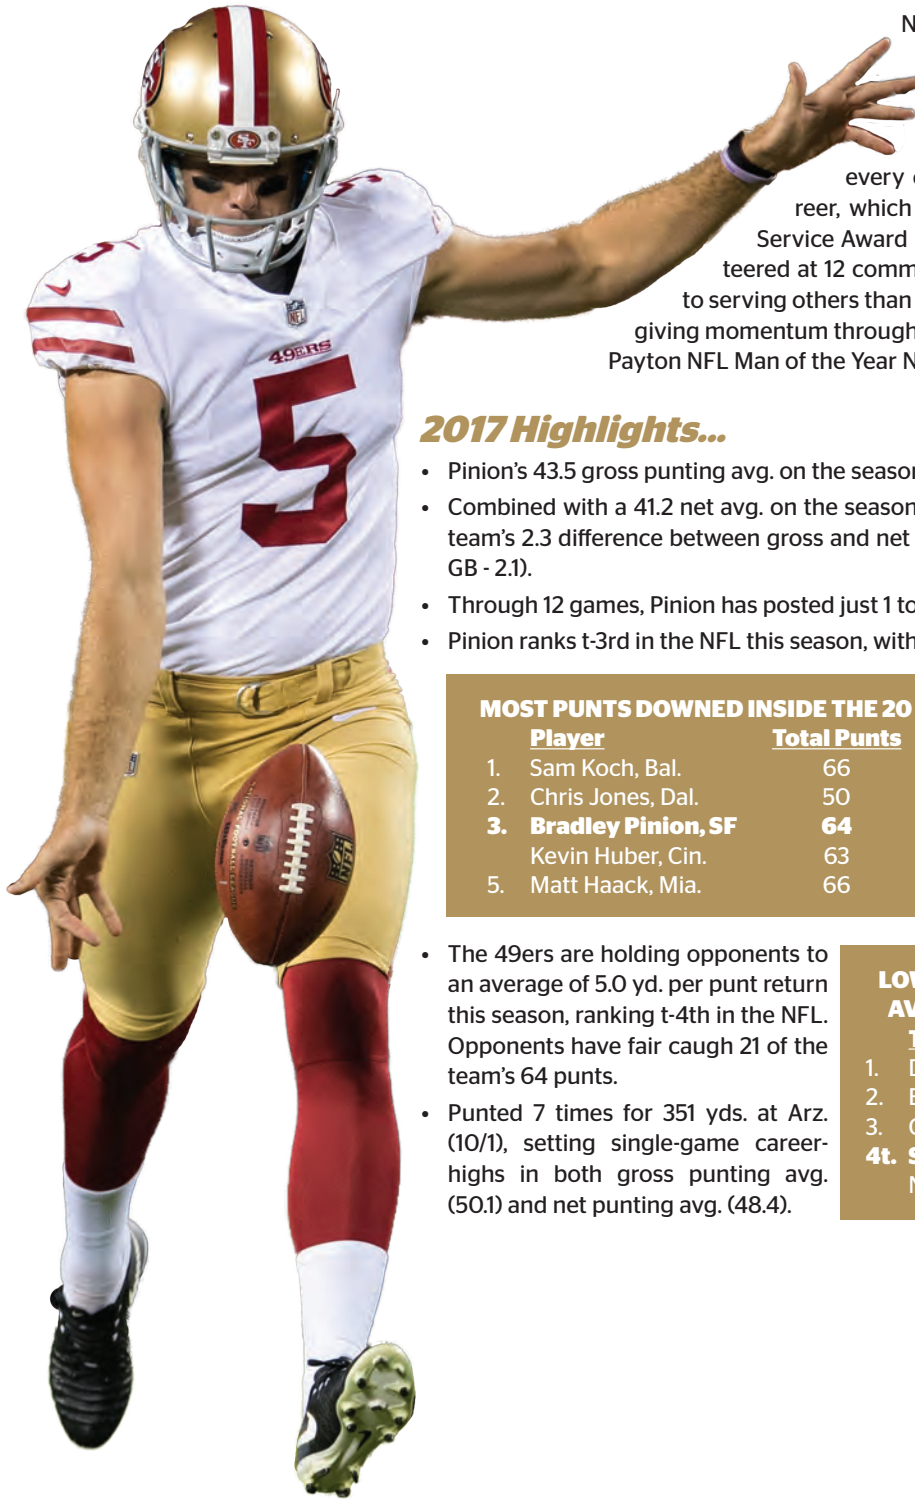 N
every
reer, which
Service Award
teered at 12 comm
to serving others than
giving momentum through
Payton NFL Man of the Year N
5
NFL
49ERS
5
2017 Highlights...
• Pinion’s 43.5 gross punting avg. on the season
• Combined with a 41.2 net avg. on the season
team’s 2.3 difference between gross and net
GB - 2.1).
• Through 12 games, Pinion has posted just 1 to
• Pinion ranks t-3rd in the NFL this season, with
MOST PUNTS DOWNED INSIDE THE 20
Player Total Punts
1. Sam Koch, Bal. 66
2. Chris Jones, Dal. 50
3. Bradley Pinion, SF 64
Kevin Huber, Cin. 63
5. Matt Haack, Mia. 66
• The 49ers are holding opponents to
an average of 5.0 yd. per punt return
this season, ranking t-4th in the NFL.
Opponents have fair caugh 21 of the
team’s 64 punts.
• Punted 7 times for 351 yds. at Arz.
(10/1), setting single-game career-
highs in both gross punting avg.
(50.1) and net punting avg. (48.4).
LOW
AV
1.
2.
3.
4t. S
N